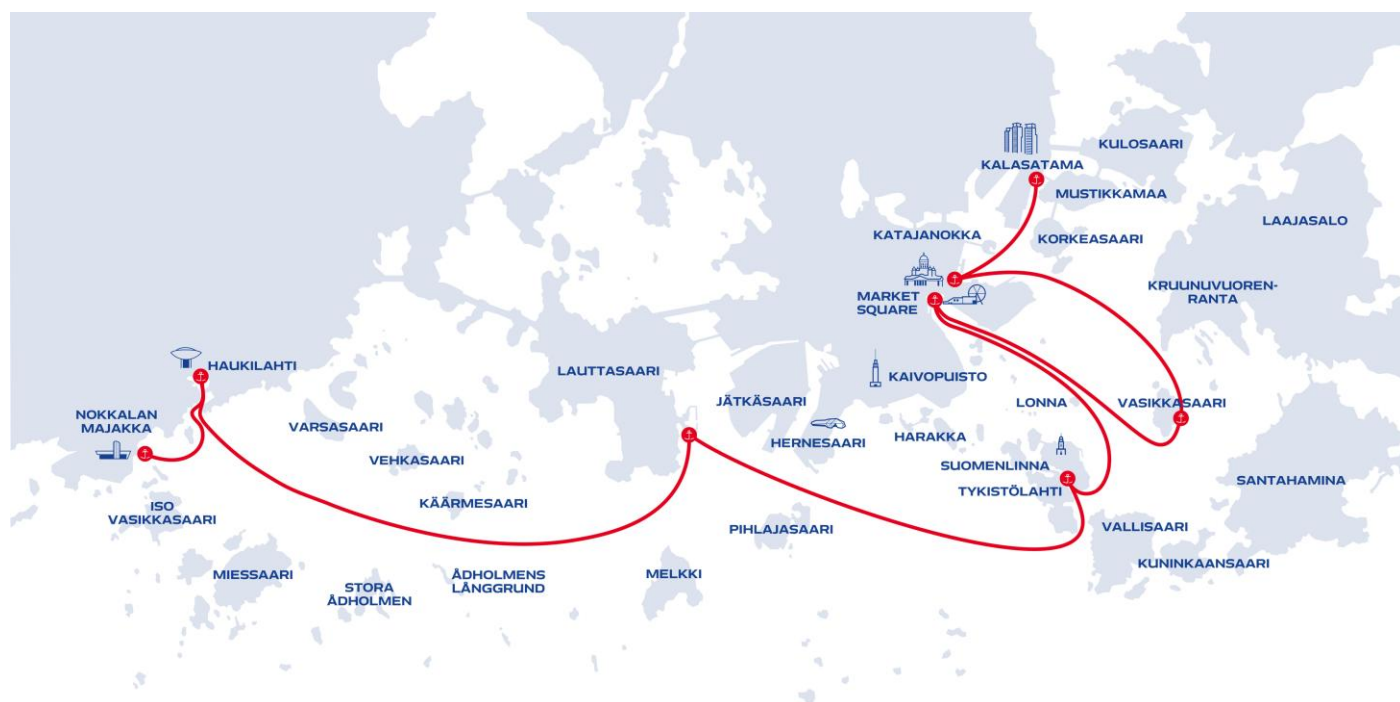 KULOSAARI
KALASATAMA
MUSTIKKAMAA
LAAJASALO
KATAJANOKKA
KORKEASAARI
KRUUNUVUOREN-
RANTA
MARKET
SQUARE
HAUKILAHTI
LAUTTASAARI
KAIVOPUISTO
JÄTKÄSAARI
LONNA
VASIKKASAARI
NOKKALAN
MAJAKKA
VARSASAARI
HERNESAARI
HARAKKA
VEHKASAARI
SUOMENLINNA
TYKISTÖLAHTI
SANTAHAMINA
KÄÄRMESAARI
ISO
VASIKKASAARI
PIHLAJASAARI
VALLISAARI
KUNINKAANSAARI
MIESSAARI
STORA
ÅDHOLMEN
ÅDHOLMENS
LÅNGGRUND
MELKKI